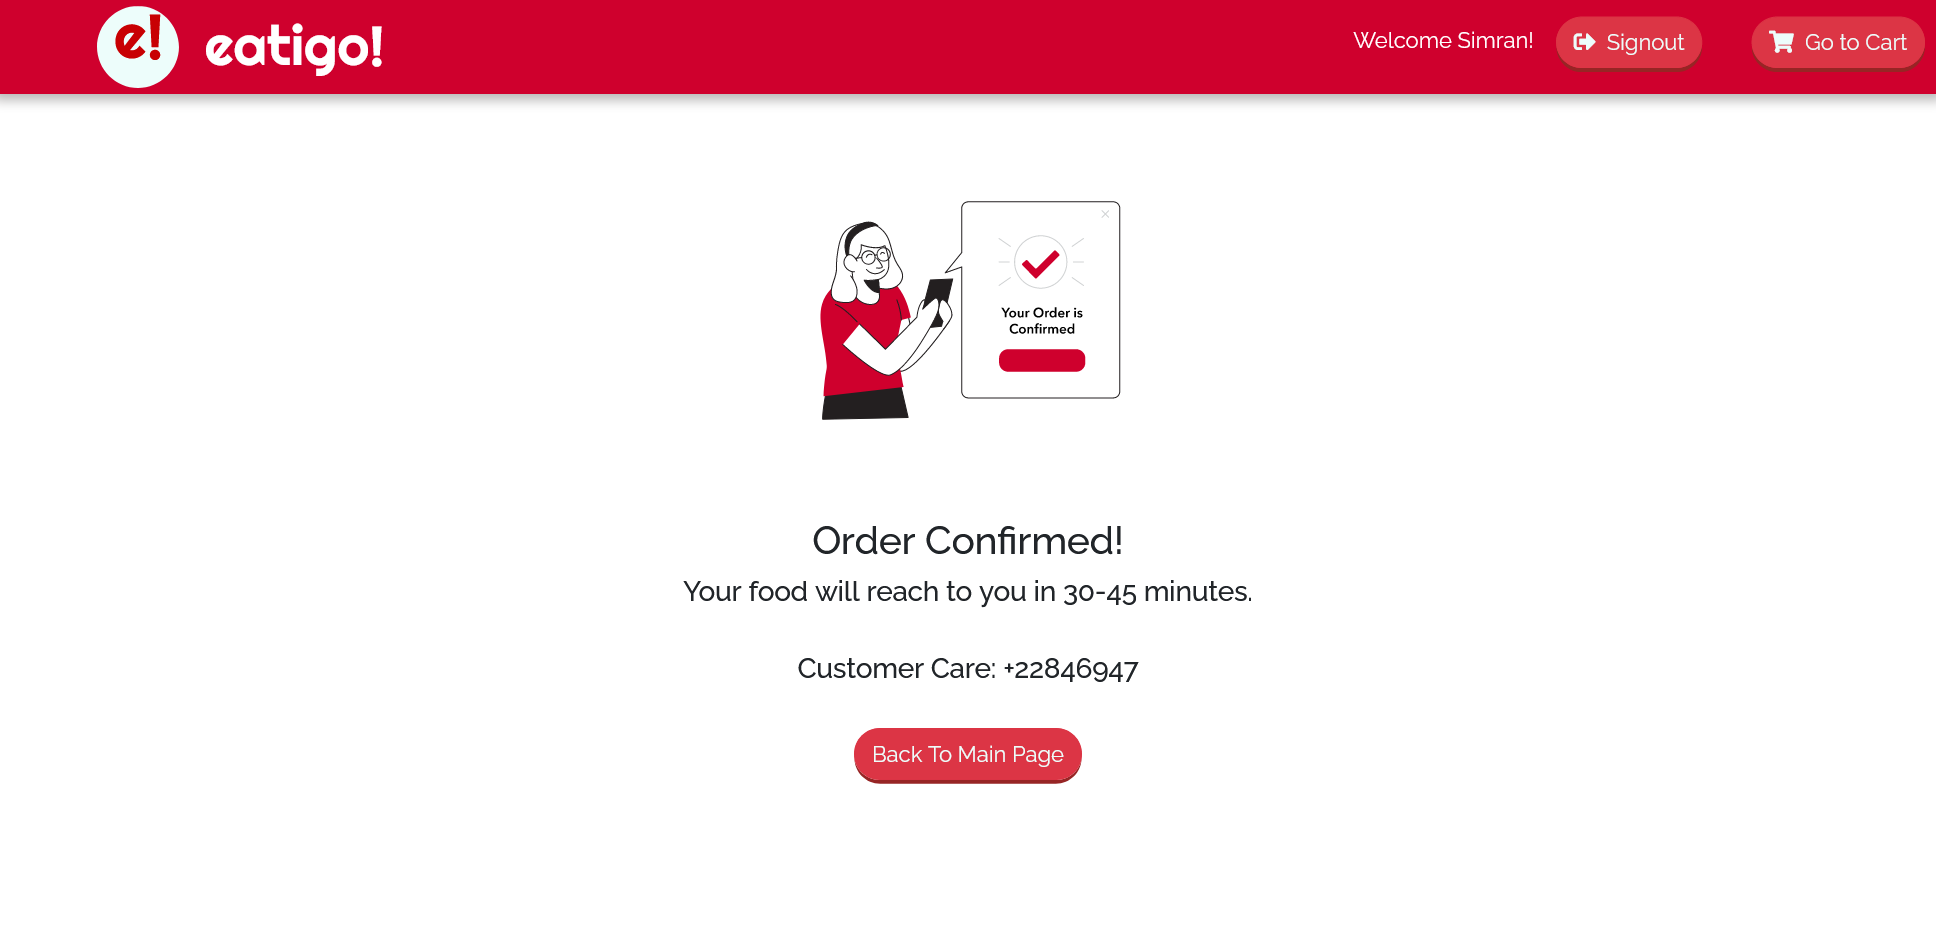 e! eatigo! Welcome Simran! Signout Go to Cart
Your Order is
Confirmed
Order Confirmed!
Your food will reach to you in 30-45 minutes.
Customer Care: +22846947
Back To Main Page